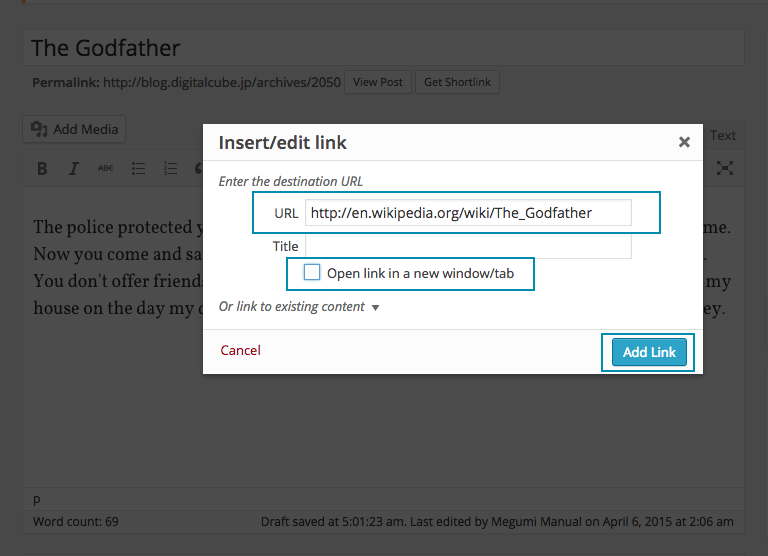 The Godfather
Permalink: http://blog.digitalcube.jp/archives/2050 View Post Get Shortlink
Add Media
Text
Insert/edit link
B I ABC
Enter the destination URL
URL http://en.wikipedia.org/wiki/The_Godfather
The police protected me.
Title
Now you come and
Open link in a new window/tab
You don't offer my
Or link to existing content
house on the day my
Cancel
Add Link
p
Word count: 69 Draft saved at 5:01:23 am. Last edited by Megumi Manual on April 6, 2015 at 2:06 am